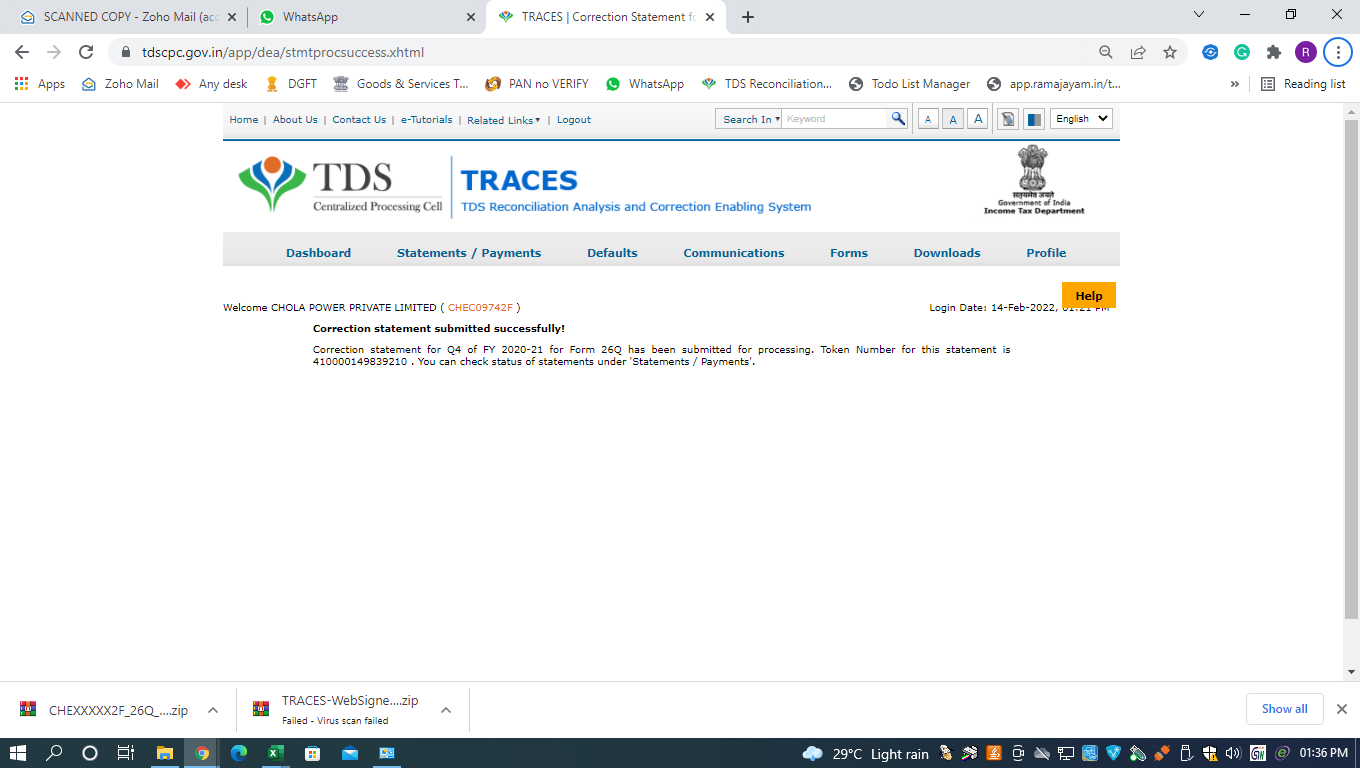 SCANNED COPY - Zoho Mail (acc
WhatsApp
TRACES | Correction Statement fo
tdscpc.gov.in/app/dea/stmtprocsuccess.xhtml
R
Apps
Zoho Mail
Any desk
DGFT
Goods & Services T...
PAN no VERIFY
WhatsApp
TDS Reconciliation...
Todo List Manager
app.ramajayam.in/t...
»
Reading list
Home | About Us | Contact Us | e-Tutorials | Related Links | Logout
Search In
Keyword
A A A
English
TDS
Centralized Processing Cell
TRACES
TDS Reconciliation Analysis and Correction Enabling System
सत्यमेव जयते
Government of India
Income Tax Department
Dashboard Statements / Payments Defaults Communications Forms Downloads Profile
Help
Welcome CHOLA POWER PRIVATE LIMITED ( CHEC09742F )
Login Date: 14-Feb-2022, 01:21 PM
Correction statement submitted successfully!
Correction statement for Q4 of FY 2020-21 for Form 26Q has been submitted for processing. Token Number for this statement is
410000149839210 . You can check status of statements under 'Statements / Payments'.
CHEXXXXX2F_26Q_....zip
TRACES-WebSigne....zip
Failed - Virus scan failed
Show all
29°C Light rain
01:36 PM